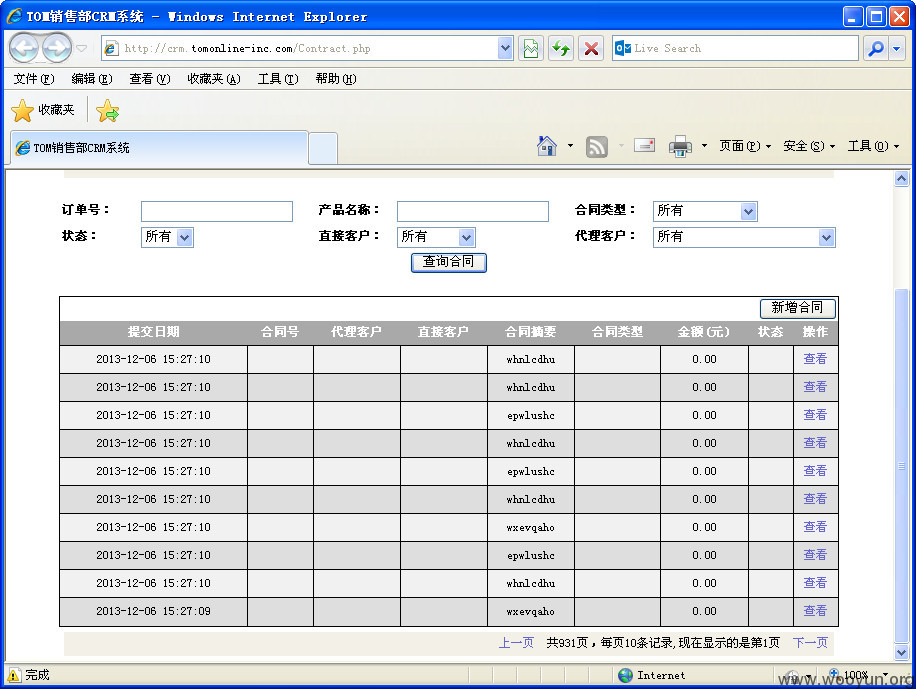 TOM销售部CRM系统 - Windows Internet Explorer
http://crm.tomonline-inc.com/Contract.php
Live Search
文件(F) 编辑(E) 查看(V) 收藏夹(A) 工具(T) 帮助(H)
收藏夹
TOM销售部CRM系统
页面(P) 安全(S) 工具(O)
订单号： 产品名称： 合同类型： 所有
状态： 所有 直接客户： 所有 代理客户： 所有
查询合同
新增合同
提交日期 合同号 代理客户 直接客户 合同摘要 合同类型 金额(元) 状态 操作
2013-12-06 15:27:10 whnlcdhu 0.00 查看
2013-12-06 15:27:10 whnlcdhu 0.00 查看
2013-12-06 15:27:10 epwlushc 0.00 查看
2013-12-06 15:27:10 whnlcdhu 0.00 查看
2013-12-06 15:27:10 epwlushc 0.00 查看
2013-12-06 15:27:10 whnlcdhu 0.00 查看
2013-12-06 15:27:10 wxevqaho 0.00 查看
2013-12-06 15:27:10 epwlushc 0.00 查看
2013-12-06 15:27:10 whnlcdhu 0.00 查看
2013-12-06 15:27:09 wxevqaho 0.00 查看
上一页 共931页，每页10条记录,现在显示的是第1页 下一页
完成 Internet 100%
www.wooyun.org